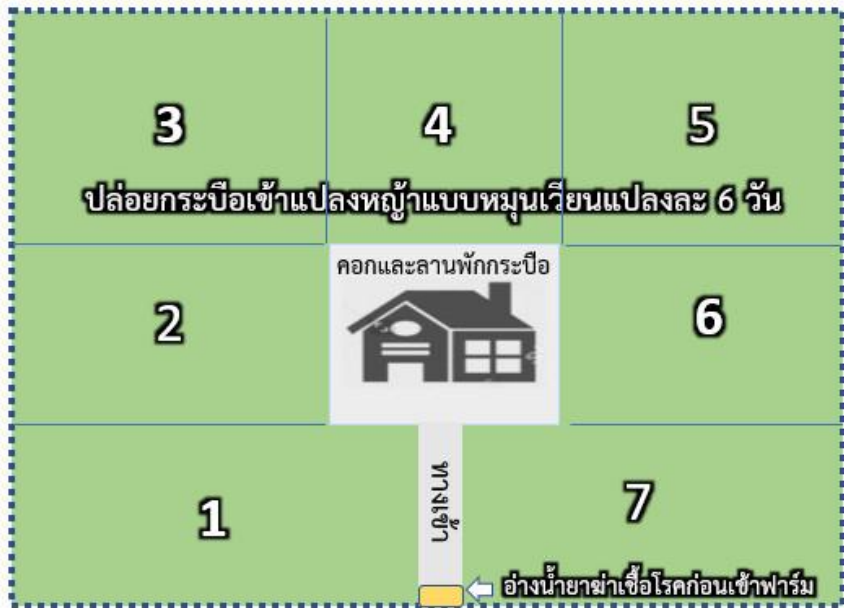 3 4 5
ปล่อยกระบือเข้าแปลงหญ้าแบบหมุนเวียนแปลงละ 6 วัน
คอกและลานพักกระบือ
2 6
1 ทางเข้า 7
อ่างน้ำยาฆ่าเชื้อโรคก่อนเข้าฟาร์ม